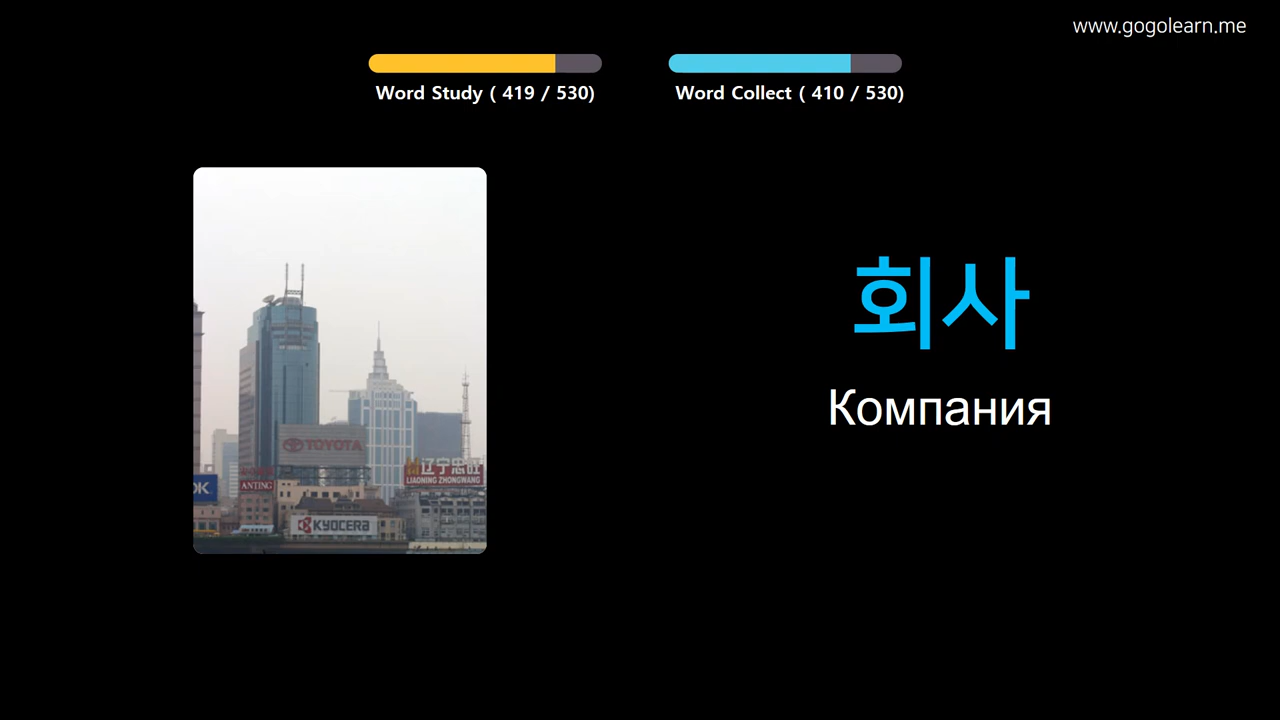 www.gogolearn.me
Word Study ( 419 / 530)
Word Collect ( 410 / 530)
회사
Компания
TOYOTA
辽宁忠旺
LIAONING ZHONGWANG
OK
ANTING
KYOCERA